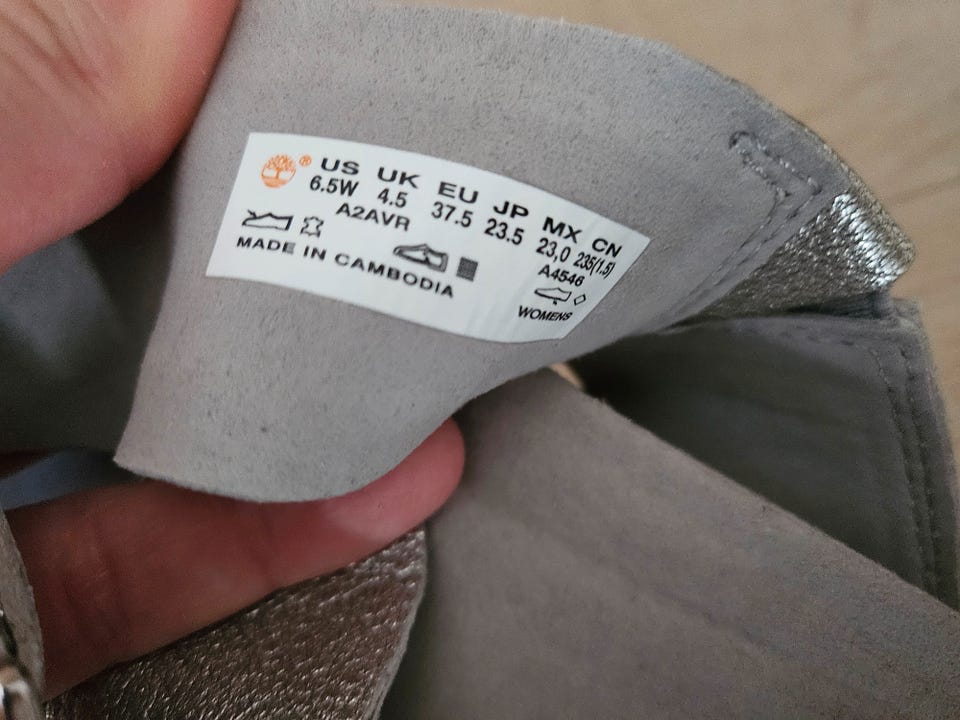 ® US UK EU JP MX CN
6.5W 4.5 37.5 23.5 23,0 235(1.5)
A2AVR A4546
MADE IN CAMBODIA WOMENS